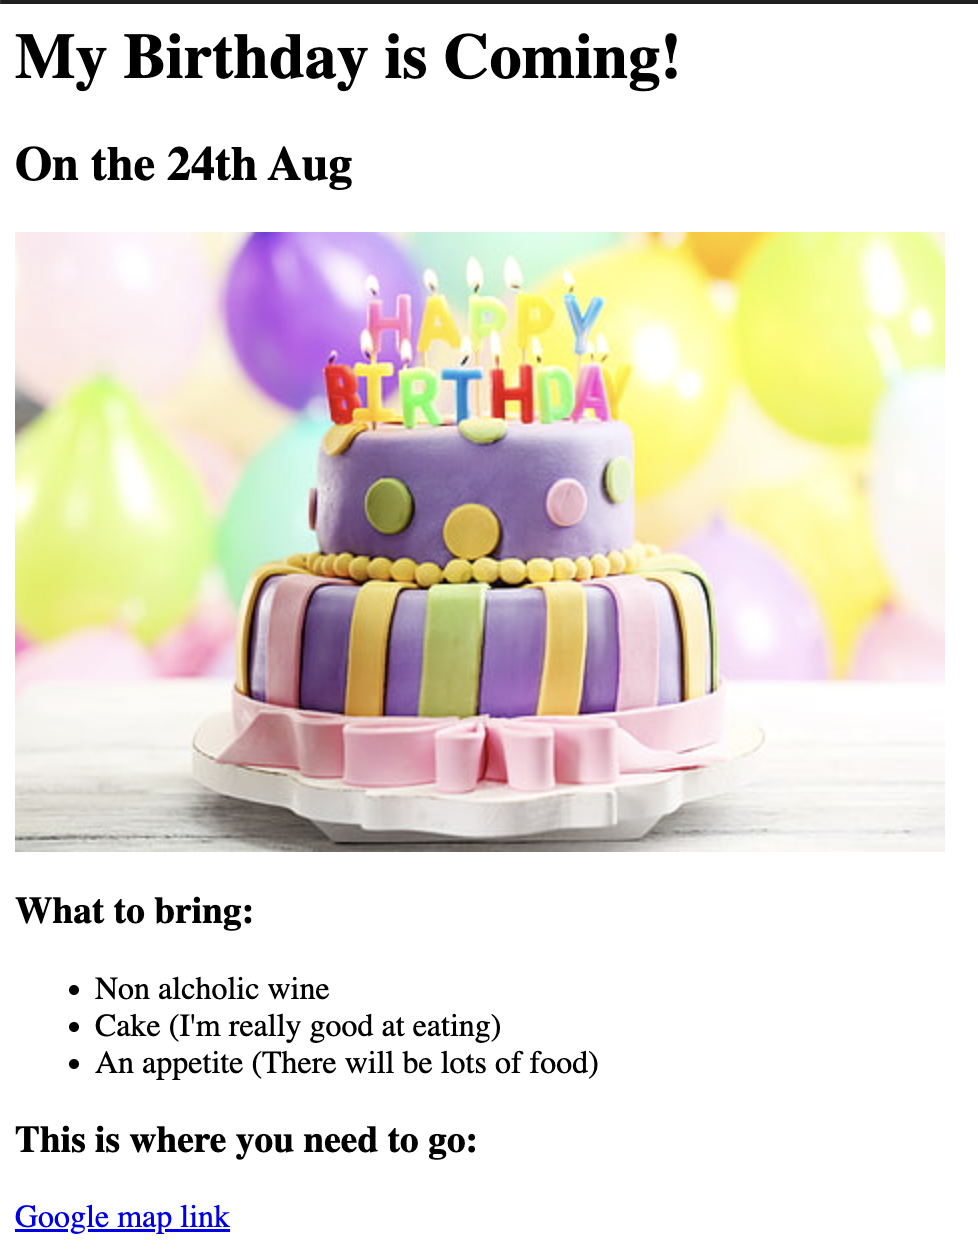 My Birthday is Coming!
On the 24th Aug
HAPPY
BIRTHDAY
What to bring:
Non alcholic wine
Cake (I'm really good at eating)
An appetite (There will be lots of food)
This is where you need to go:
Google map link